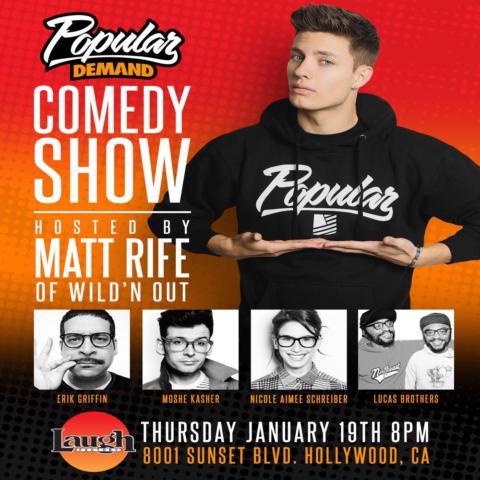 Popular
DEMAND
COMEDY
SHOW
HOSTED BY
MATT RIFE
OF WILD'N OUT
Popular
ERIK GRIFFIN
MOSHE KASHER
NICOLE AIMEE SCHREIBER
LUCAS BROTHERS
Laugh
FACTORY
THURSDAY JANUARY 19TH 8PM
8001 SUNSET BLVD. HOLLYWOOD, CA